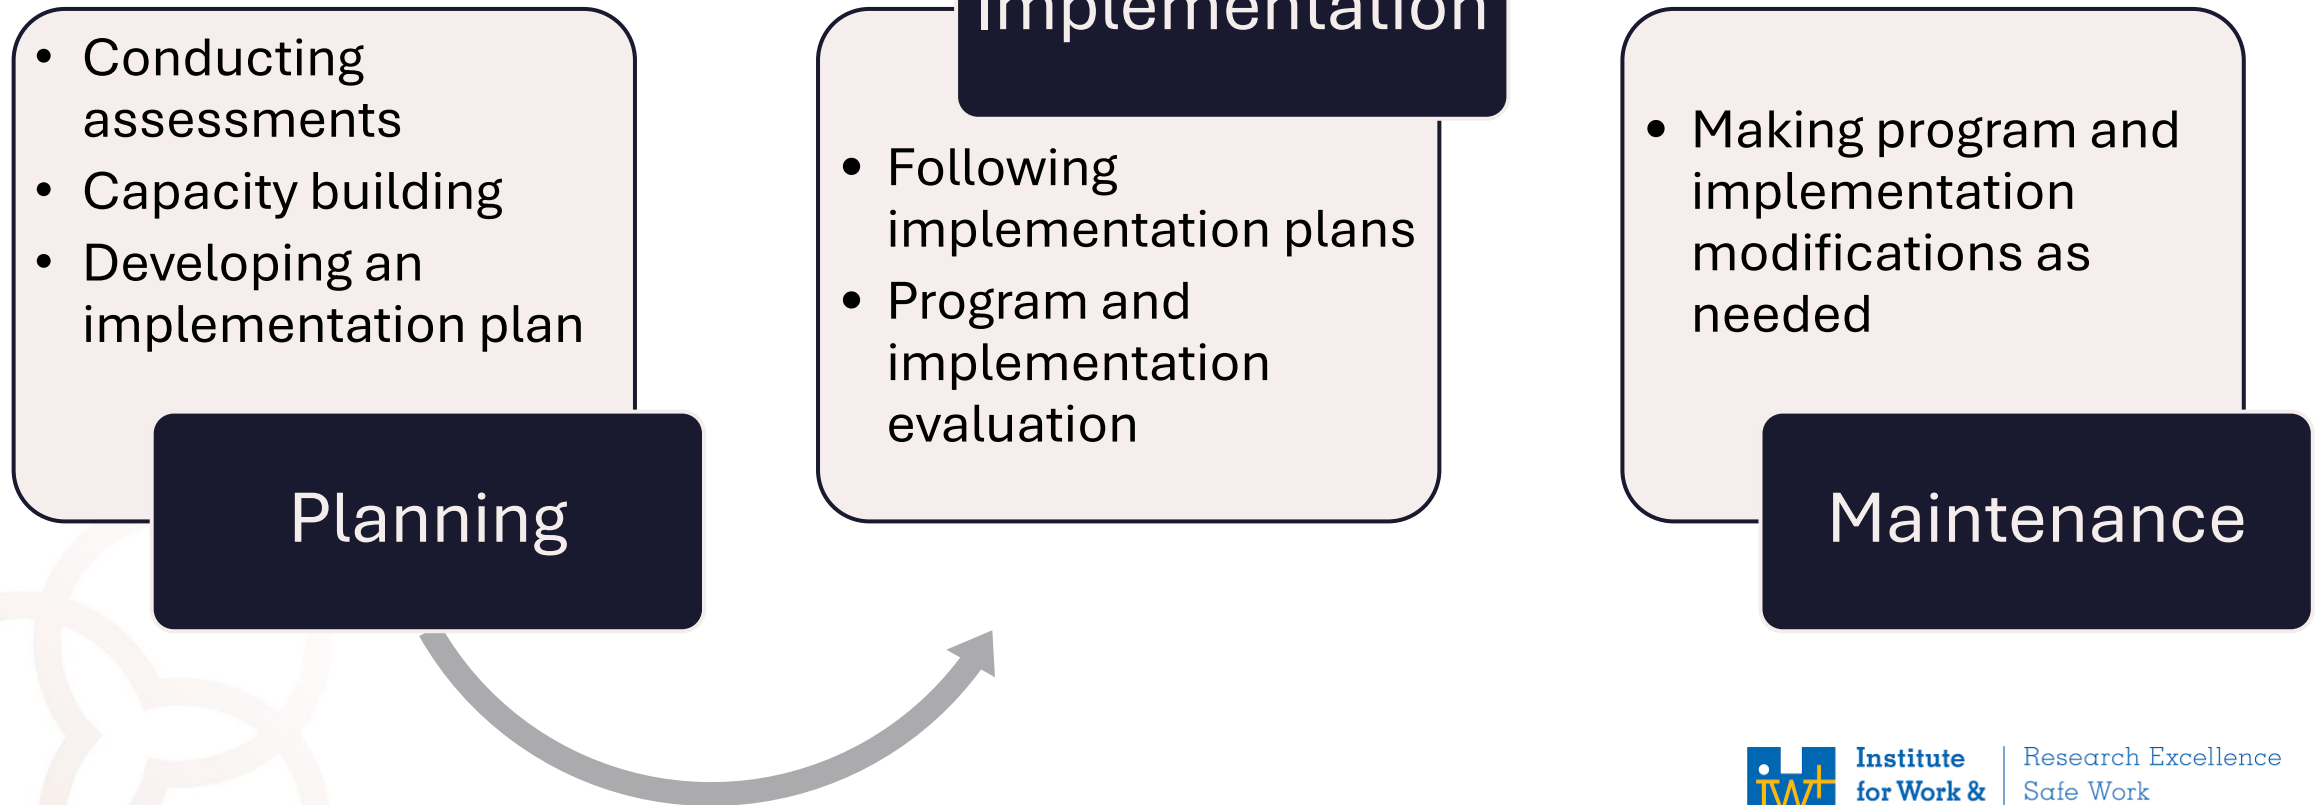 • Conducting
assessments
• Capacity building
• Developing an
implementation plan
Planning
Implementation
• Following
implementation plans
• Program and
implementation
evaluation
• Making program and
implementation
modifications as
needed
Maintenance
iw+
Institute
for Work &
Research Excellence
Safe Work